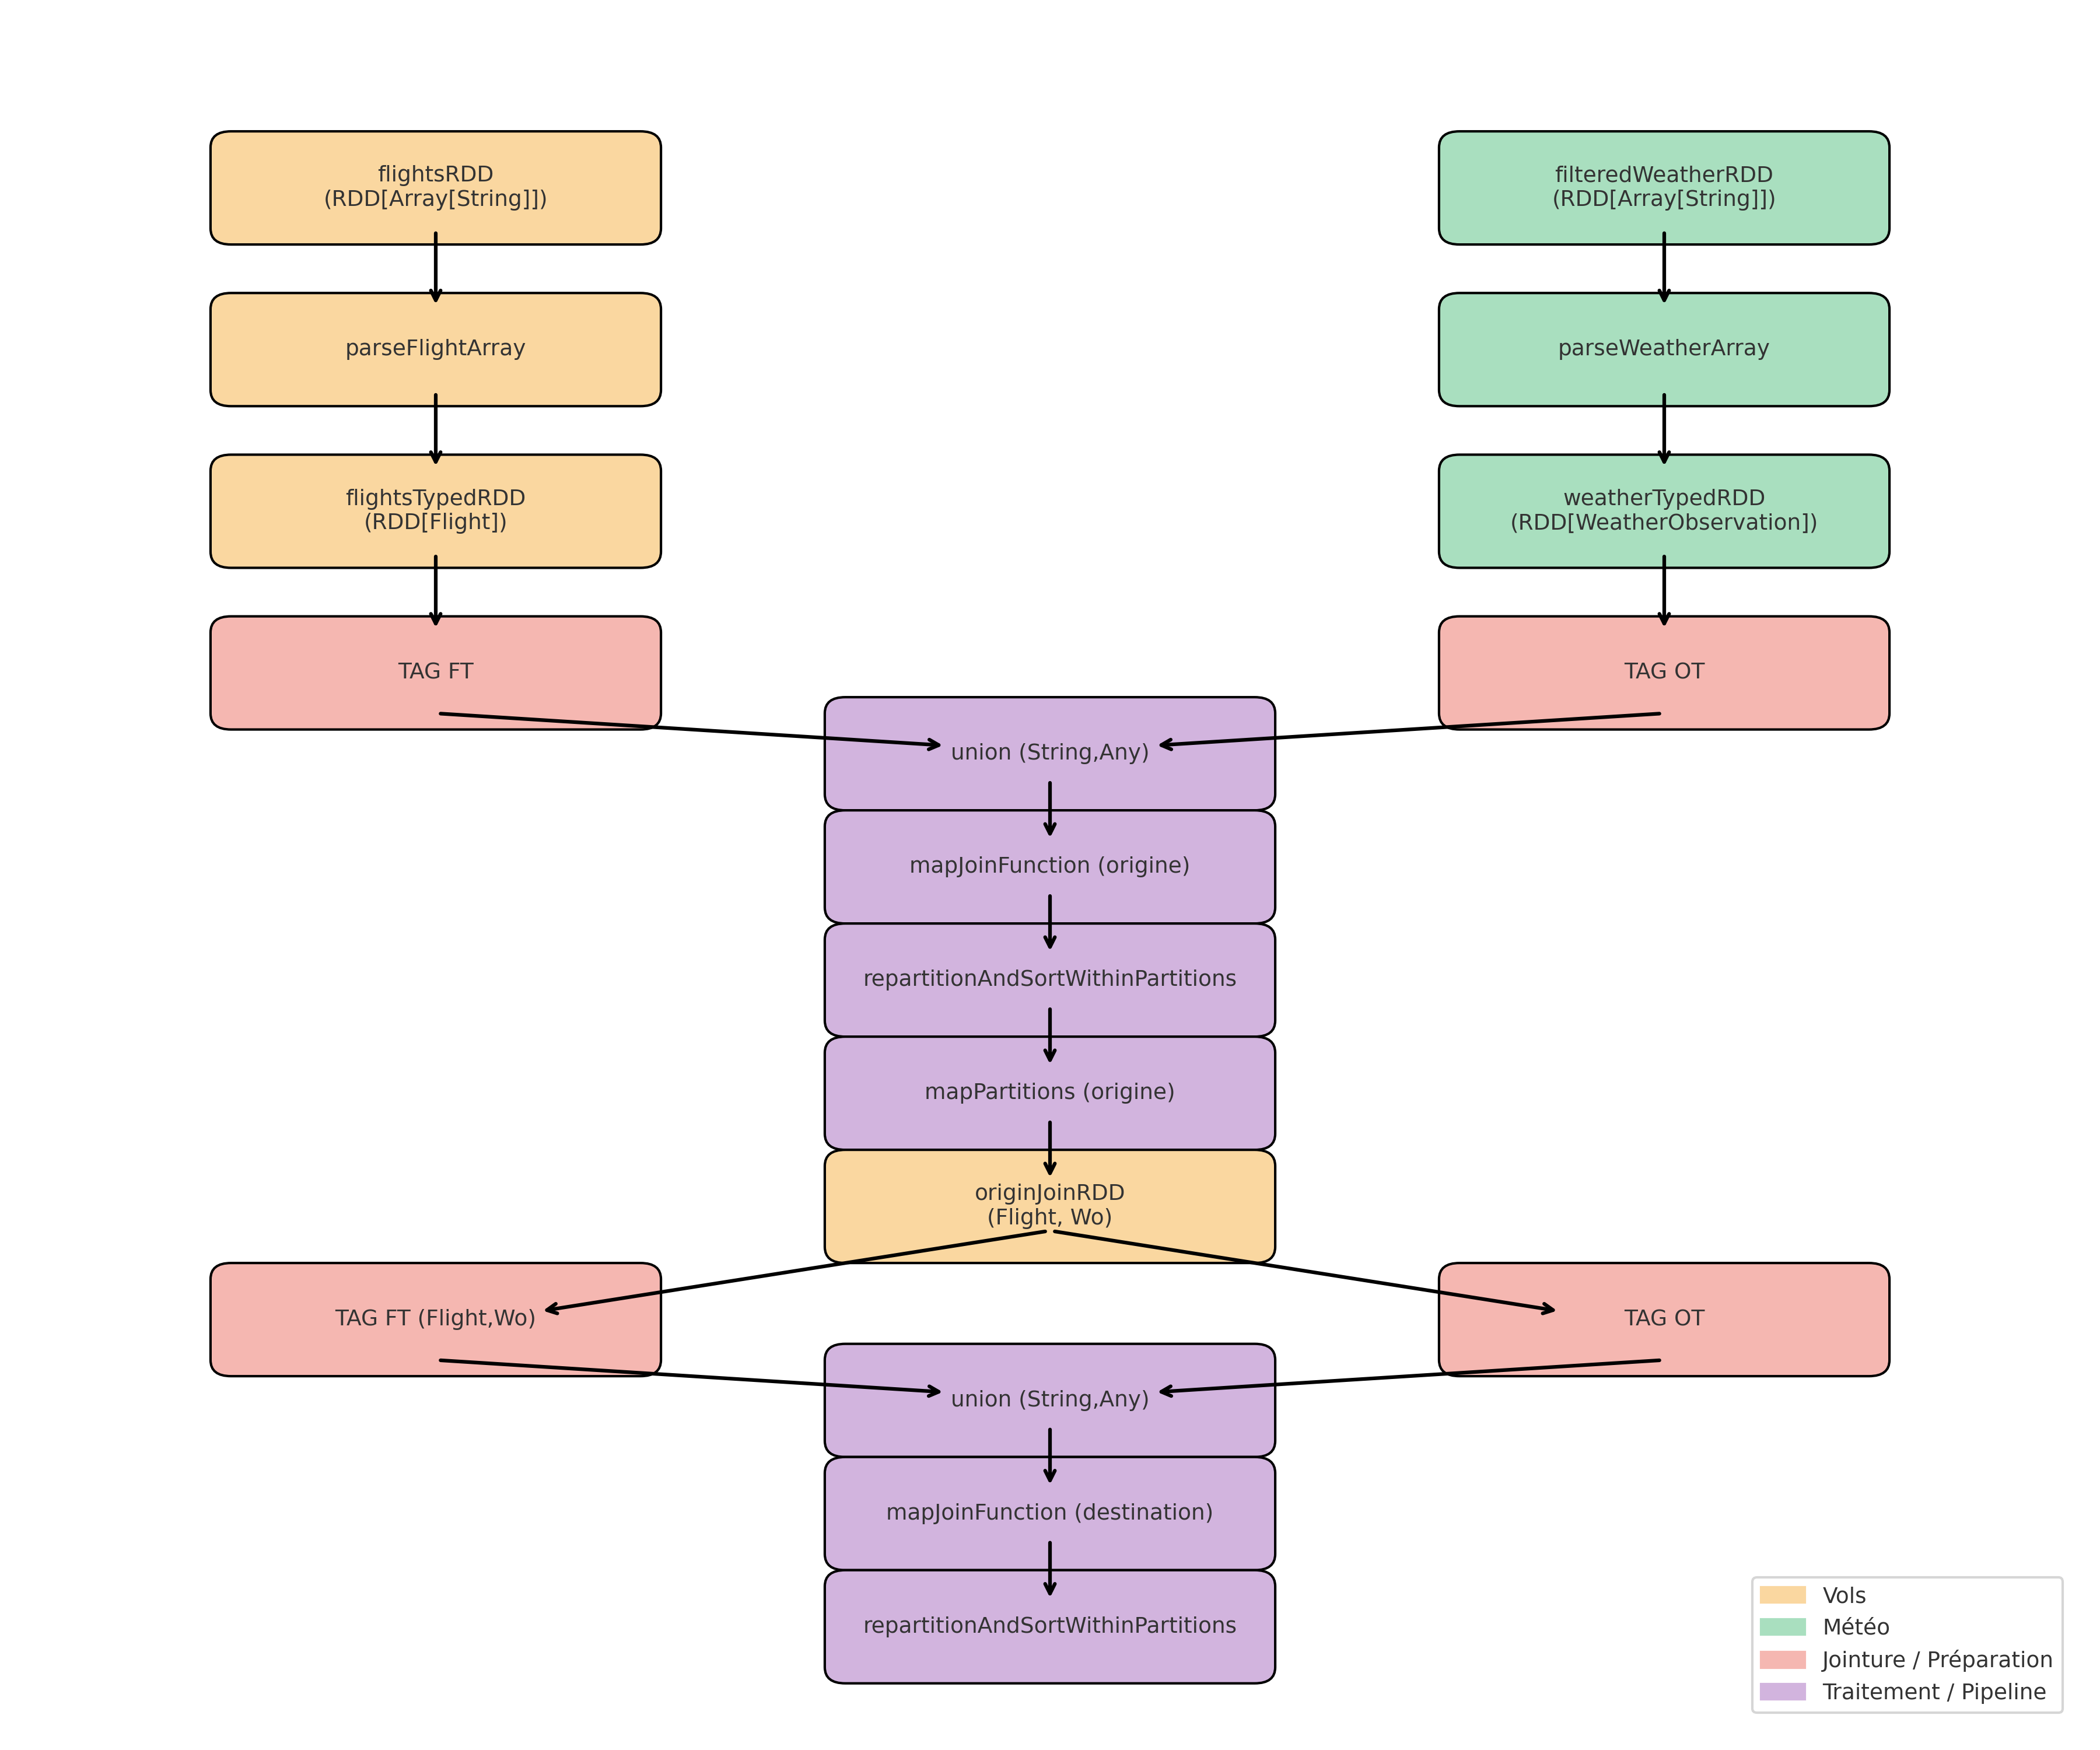 flightsRDD
(RDD[Array[String]])
filteredWeatherRDD
(RDD[Array[String]])
parseFlightArray
parseWeatherArray
flightsTypedRDD
(RDD[Flight])
weatherTypedRDD
(RDD[WeatherObservation])
TAG FT
TAG OT
union (String,Any)
mapJoinFunction (origine)
repartitionAndSortWithinPartitions
mapPartitions (origine)
originJoinRDD
(Flight, Wo)
TAG FT (Flight,Wo)
TAG OT
union (String,Any)
mapJoinFunction (destination)
repartitionAndSortWithinPartitions
Vols
Météo
Jointure / Préparation
Traitement / Pipeline